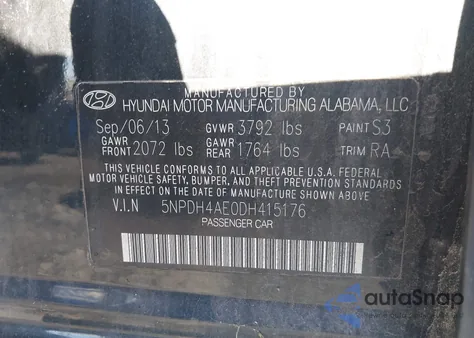 MANUFACTURED BY
HYUNDAI MOTOR MANUFACTURING ALABAMA, LLC
Sep/06/13 GVWR 3792 lbs PAINT S3
GAWR FRONT 2072 lbs GAWR REAR 1764 lbs TRIM RA
THIS VEHICLE CONFORMS TO ALL APPLICABLE U.S.A. FEDERAL
MOTOR VEHICLE SAFETY, BUMPER, AND THEFT PREVENTION STANDARDS
IN EFFECT ON THE DATE OF MANUFACTURE SHOWN ABOVE.
V.I.N 5NPDH4AE0DH415176
PASSENGER CAR
autoSnap